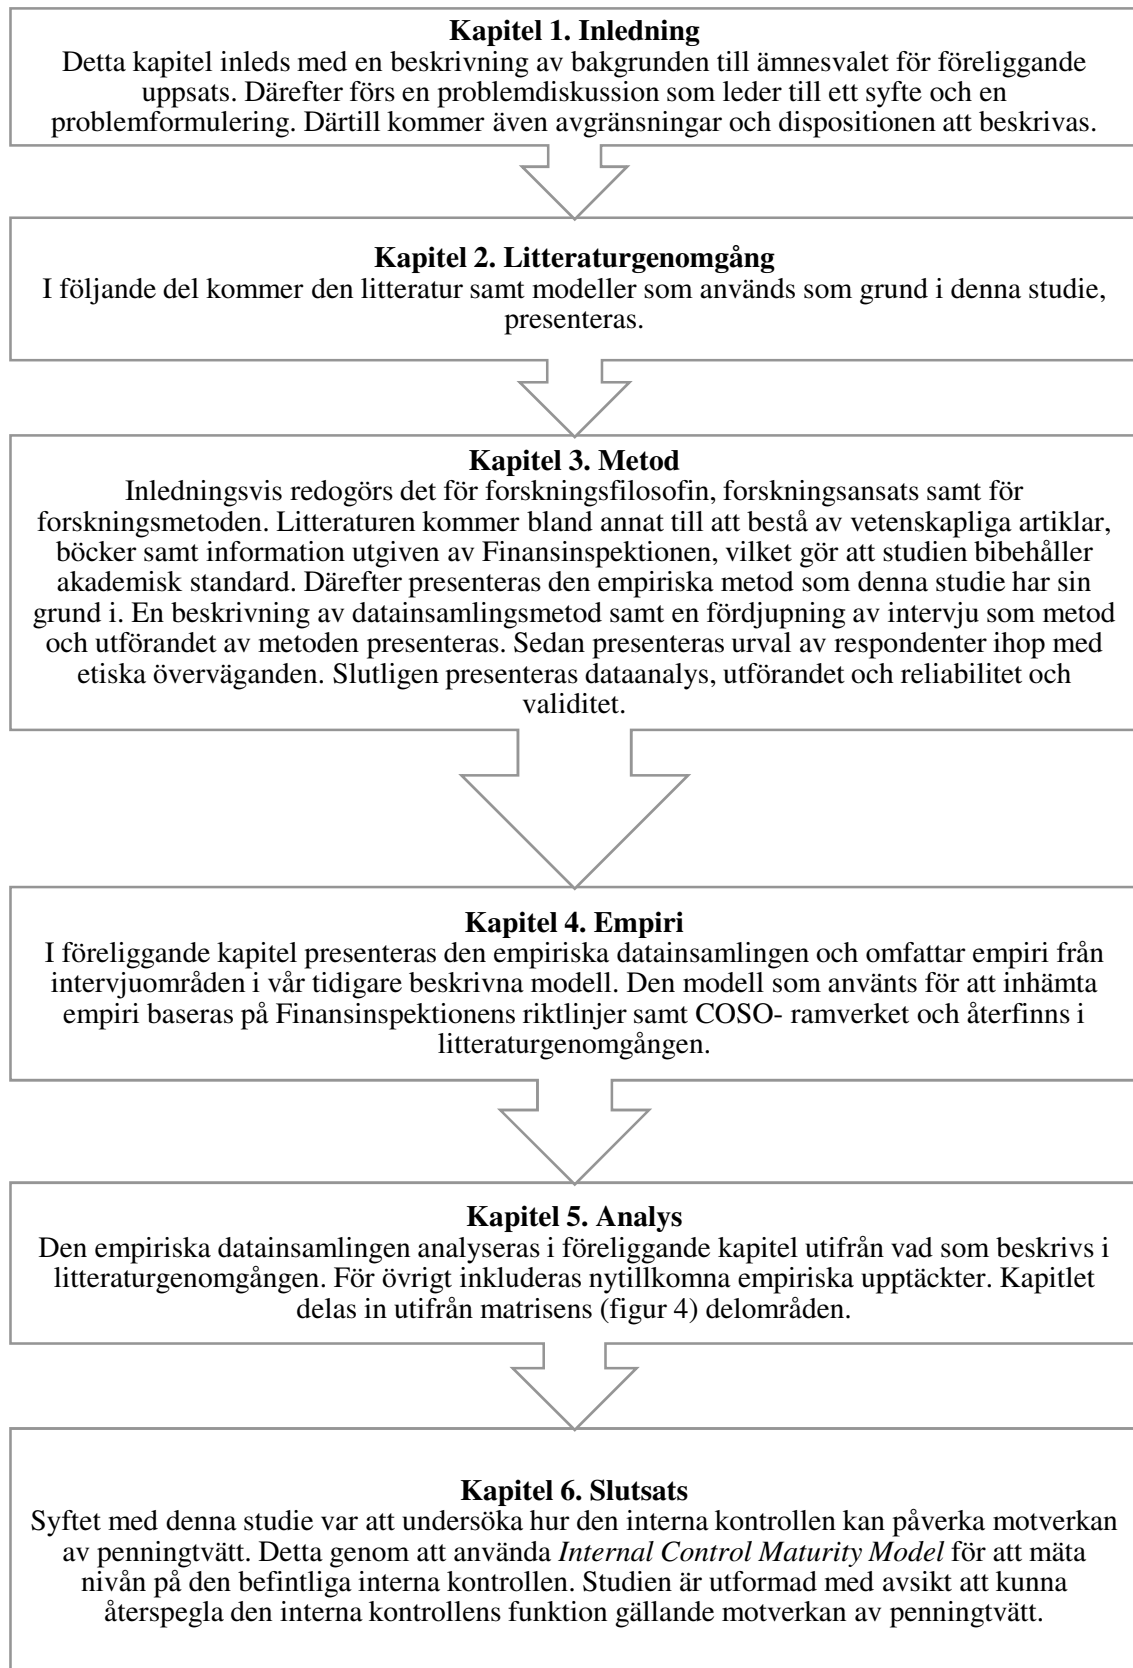 Kapitel 1. Inledning
Detta kapitel inleds med en beskrivning av bakgrunden till ämnesvalet för föreliggande
uppsats. Därefter förs en problemdiskussion som leder till ett syfte och en
problemformulering. Därtill kommer även avgränsningar och dispositionen att beskrivas.
Kapitel 2. Litteraturgenomgång
I följande del kommer den litteratur samt modeller som används som grund i denna studie,
presenteras.
Kapitel 3. Metod
Inledningsvis redogörs det för forskningsfilosofin, forskningsansats samt för
forskningsmetoden. Litteraturen kommer bland annat till att bestå av vetenskapliga artiklar,
böcker samt information utgiven av Finansinspektionen, vilket gör att studien bibehåller
akademisk standard. Därefter presenteras den empiriska metod som denna studie har sin
grund i. En beskrivning av datainsamlingsmetod samt en fördjupning av intervju som metod
och utförandet av metoden presenteras. Sedan presenteras urval av respondenter ihop med
etiska överväganden. Slutligen presenteras dataanalys, utförandet och reliabilitet och
validitet.
Kapitel 4. Empiri
I föreliggande kapitel presenteras den empiriska datainsamlingen och omfattar empiri från
intervjuområden i vår tidigare beskrivna modell. Den modell som använts för att inhämta
empiri baseras på Finansinspektionens riktlinjer samt COSO- ramverket och återfinns i
litteraturgenomgången.
Kapitel 5. Analys
Den empiriska datainsamlingen analyseras i föreliggande kapitel utifrån vad som beskrivs i
litteraturgenomgången. För övrigt inkluderas nytillkomna empiriska upptäckter. Kapitlet
delas in utifrån matrisens (figur 4) delområden.
Kapitel 6. Slutsats
Syftet med denna studie var att undersöka hur den interna kontrollen kan påverka motverkan
av penningtvätt. Detta genom att använda Internal Control Maturity Model för att mäta
nivån på den befintliga interna kontrollen. Studien är utformad med avsikt att kunna
återspegla den interna kontrollens funktion gällande motverkan av penningtvätt.